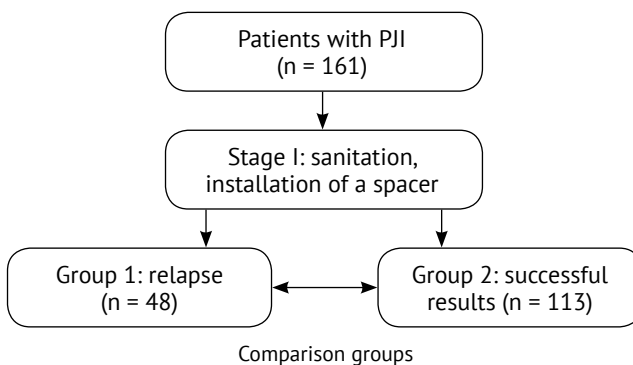 Patients with PJI
(n = 161)
Stage I: sanitation,
installation of a spacer
Group 1: relapse
(n = 48)
Group 2: successful
results (n = 113)
Comparison groups